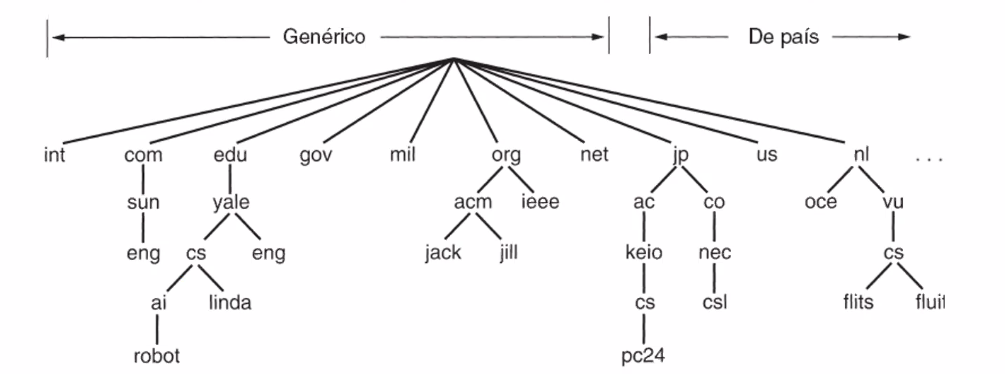 Genérico De país
int com edu gov mil org net jp us nl ...
sun yale acm ieee ac co oce vu
eng cs eng jack jill keio nec cs
ai linda cs csl flits
robot pc24